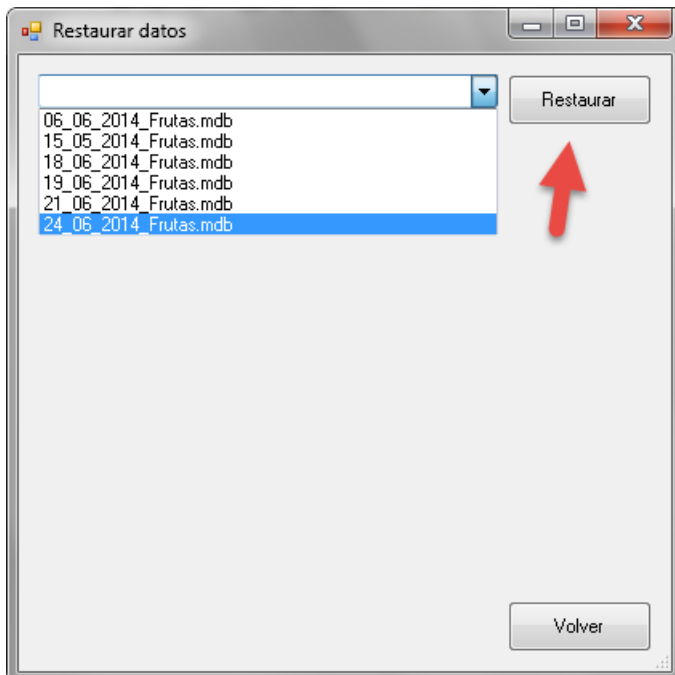 Restaurar datos
Restaurar
06_06_2014_Frutas.mdb
15_05_2014_Frutas.mdb
18_06_2014_Frutas.mdb
19_06_2014_Frutas.mdb
21_06_2014_Frutas.mdb
24_06_2014_Frutas.mdb
Volver